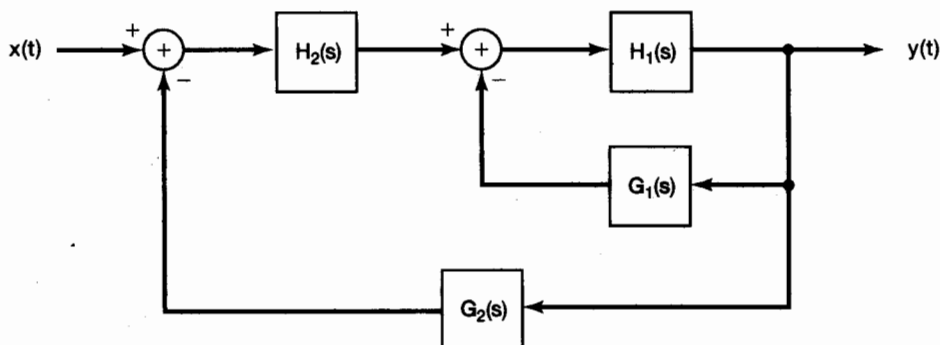 x(t)
+
+
−
H₂(s)
+
+
−
H₁(s)
y(t)
G₁(s)
G₂(s)